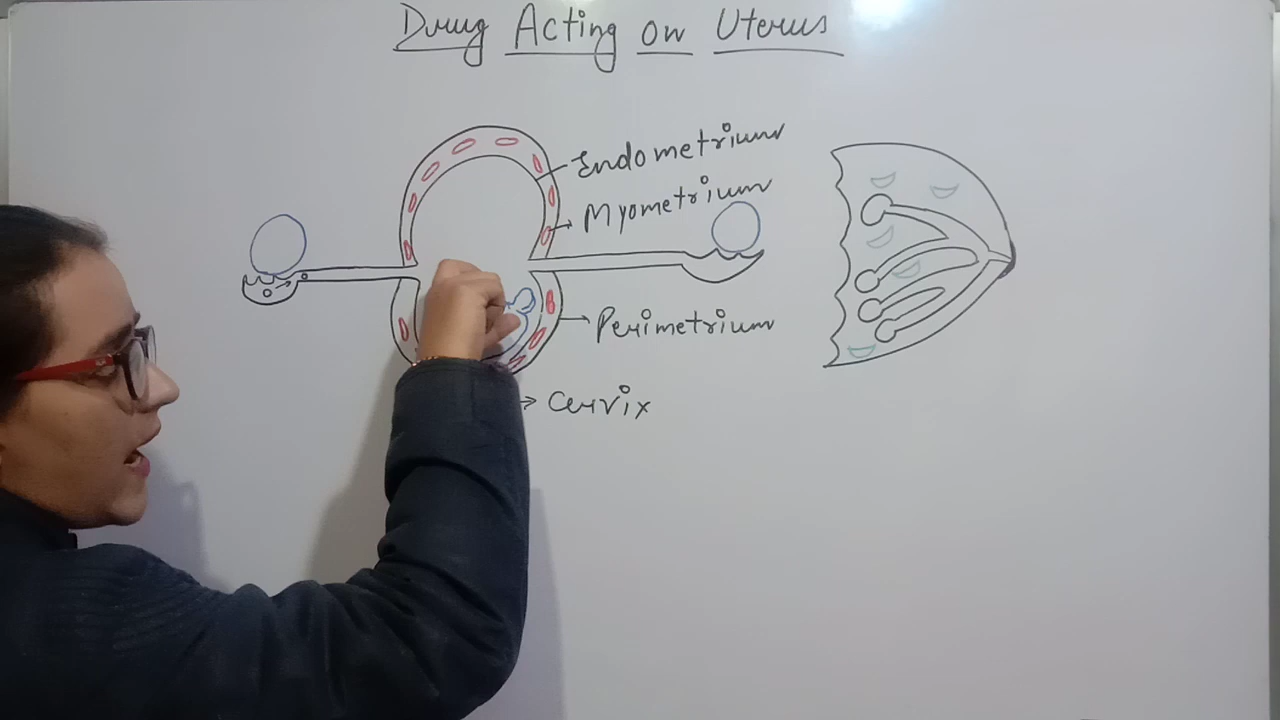 Drug Acting on Uterus
Endometrium
Myometrium
Perimetrium
Cervix